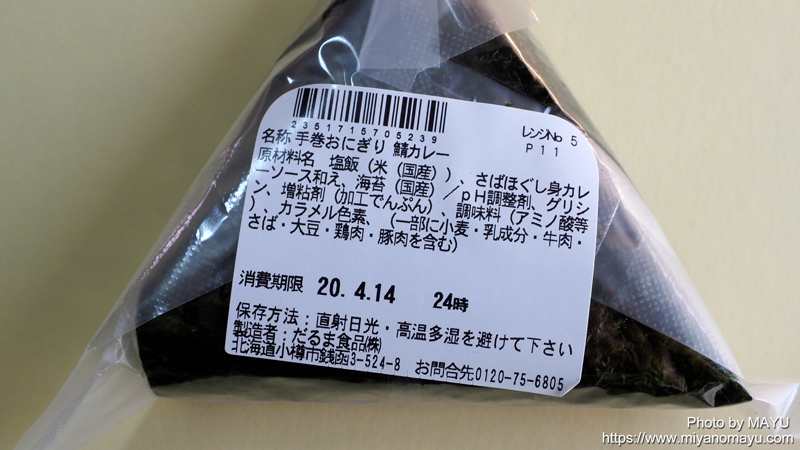 2351715705239
レンジNo 5
P11
名称 手巻おにぎり 鯖カレー
原材料名 塩飯（米（国産））、さばほぐし身カレ
ーソース和え、海苔（国産）／ｐH調整剤、グリシ
ン、増粘剤（加工でんぷん）、調味料（アミノ酸等
）、カラメル色素、（一部に小麦・乳成分・牛肉・
さば・大豆・鶏肉・豚肉を含む）
消費期限 20. 4.14 24時
保存方法：直射日光・高温多湿を避けて下さい
製造者：だるま食品㈱
北海道小樽市銭函3-524-8 お問合先0120-75-6805
Photo by MAYU
https://www.miyanomayu.com/